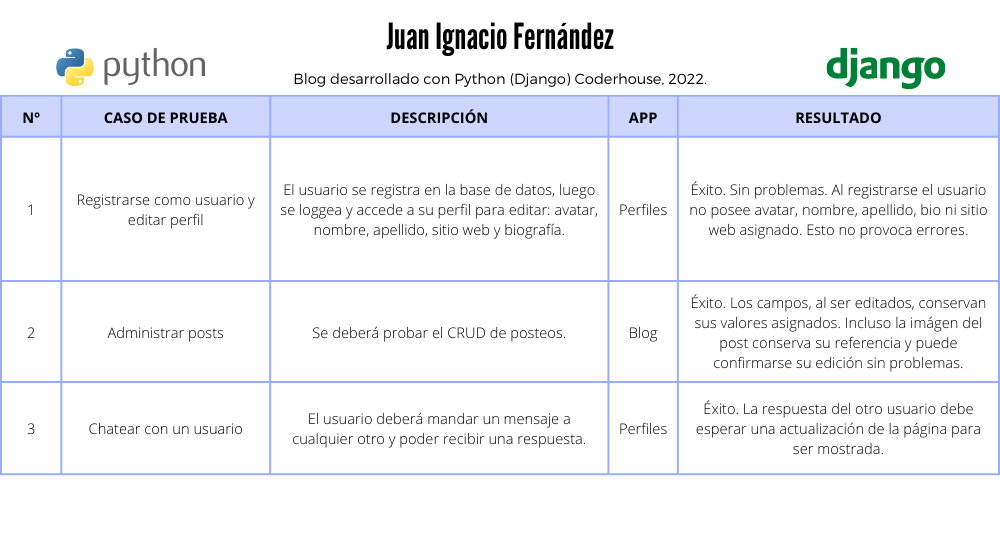 Juan Ignacio Fernández
python
Blog desarrollado con Python (Django) Coderhouse, 2022.
django
Nº
CASO DE PRUEBA
DESCRIPCIÓN
APP
RESULTADO
1
Registrarse como usuario y
editar perfil
El usuario se registra en la base de datos, luego
se loggea y accede a su perfil para editar: avatar,
nombre, apellido, sitio web y biografía.
Perfiles
Éxito. Sin problemas. Al registrarse el usuario
no posee avatar, nombre, apellido, bio ni sitio
web asignado. Esto no provoca errores.
2
Administrar posts
Se deberá probar el CRUD de posteos.
Blog
Éxito. Los campos, al ser editados, conservan
sus valores asignados. Incluso la imágen del
post conserva su referencia y puede
confirmarse su edición sin problemas.
3
Chatear con un usuario
El usuario deberá mandar un mensaje a
cualquier otro y poder recibir una respuesta.
Perfiles
Éxito. La respuesta del otro usuario debe
esperar una actualización de la página para
ser mostrada.